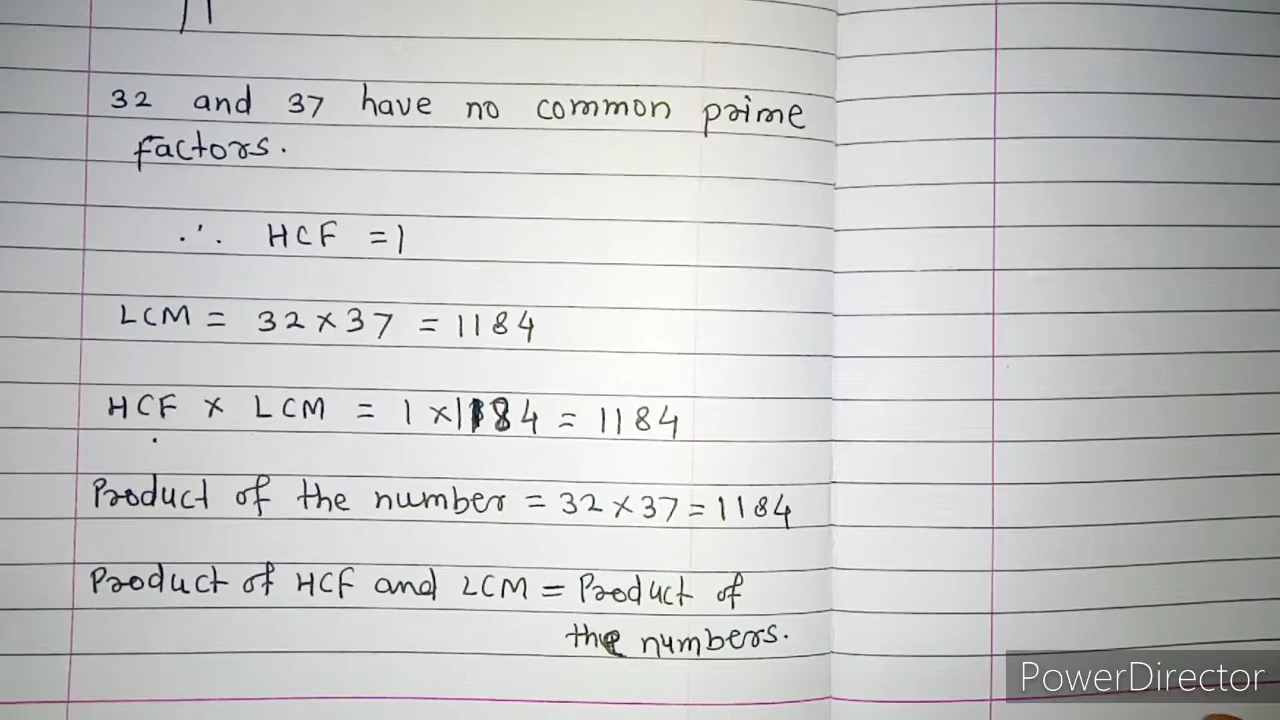 32 and 37 have no common prime
factors.
∴ HCF = 1
LCM = 32 × 37 = 1184
HCF × LCM = 1 × 1184 = 1184
Product of the number = 32 × 37 = 1184
Product of HCF and LCM = Product of
the numbers.
PowerDirector